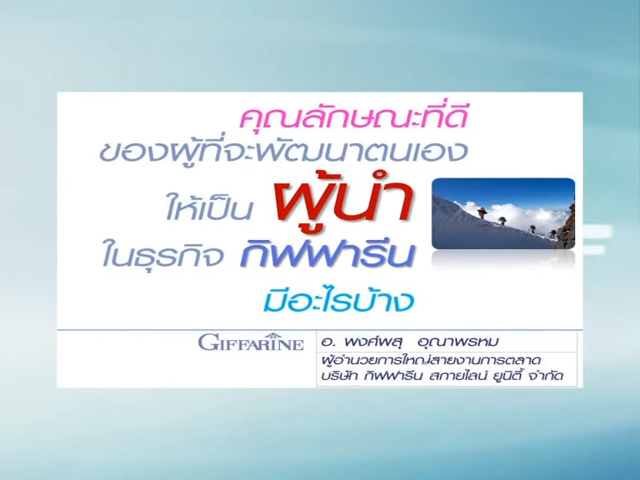 คุณลักษณะที่ดี
ของผู้ที่จะพัฒนาตนเอง
ให้เป็น ผู้นำ
ในธุรกิจ กิฟฟารีน
มีอะไรบ้าง
GIFFARINE
อ. พงศ์พสุ อุณาพรหม
ผู้อำนวยการใหญ่สายงานการตลาด
บริษัท กิฟฟารีน สกายไลน์ ยูนิตี้ จำกัด